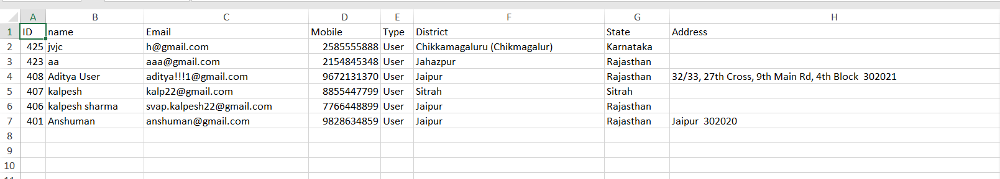 A B C D E F G H
1 ID name Email Mobile Type District State Address
2 425 jvjc h@gmail.com 2585555888 User Chikkamagaluru (Chikmagalur) Karnataka
3 423 aa aaa@gmail.com 2154845348 User Jahazpur Rajasthan
4 408 Aditya User aditya!!!1@gmail.com 9672131370 User Jaipur Rajasthan 32/33, 27th Cross, 9th Main Rd, 4th Block  302021
5 407 kalpesh kalp22@gmail.com 8855447799 User Sitrah Sitrah
6 406 kalpesh sharma svap.kalpesh22@gmail.com 7766448899 User Jaipur Rajasthan
7 401 Anshuman anshuman@gmail.com 9828634859 User Jaipur Rajasthan Jaipur  302020
8
9
10